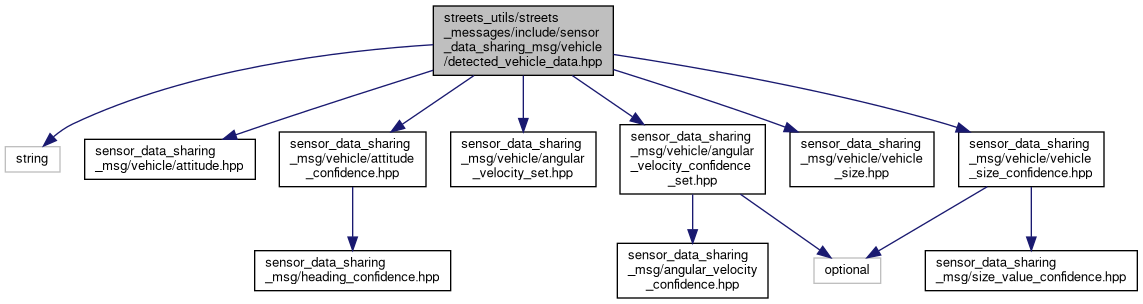 streets_utils/streets
_messages/include/sensor
_data_sharing_msg/vehicle
/detected_vehicle_data.hpp
string
sensor_data_sharing
_msg/vehicle/attitude.hpp
sensor_data_sharing
_msg/vehicle/attitude
_confidence.hpp
sensor_data_sharing
_msg/vehicle/angular
_velocity_set.hpp
sensor_data_sharing
_msg/vehicle/angular
_velocity_confidence
_set.hpp
sensor_data_sharing
_msg/vehicle/vehicle
_size.hpp
sensor_data_sharing
_msg/vehicle/vehicle
_size_confidence.hpp
sensor_data_sharing
_msg/heading_confidence.hpp
sensor_data_sharing
_msg/angular_velocity
_confidence.hpp
optional
sensor_data_sharing
_msg/size_value_confidence.hpp